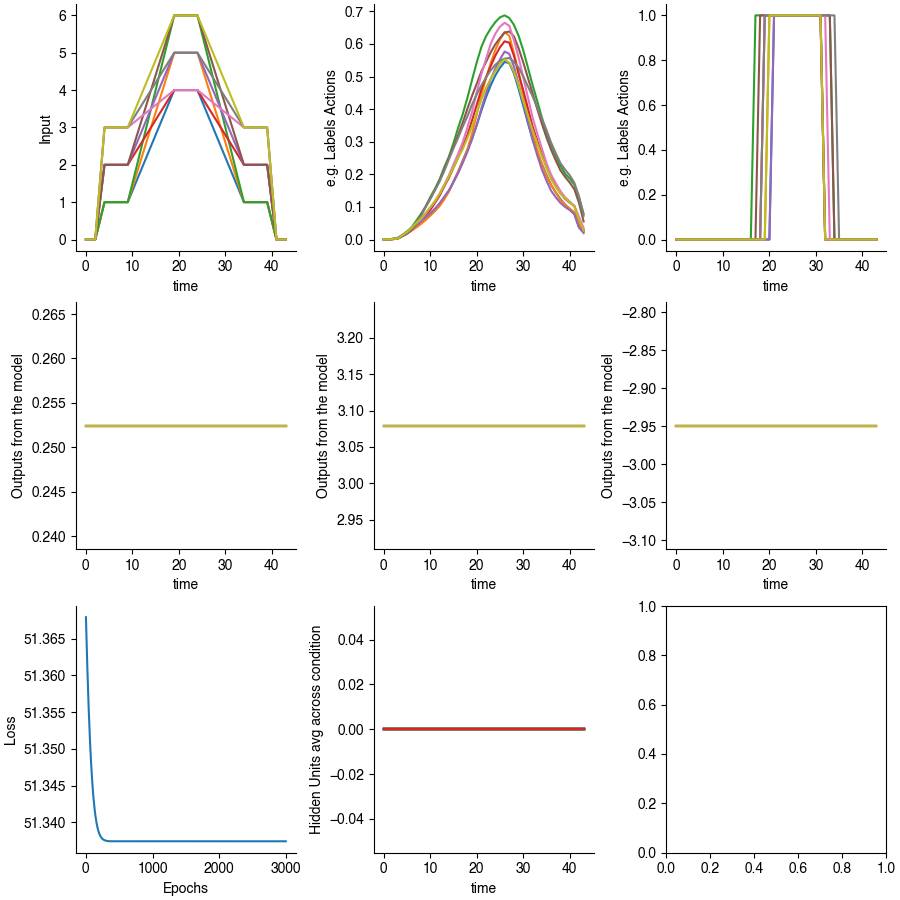 6
5
4
3
2
1
0
Input
0 10 20 30 40
time
0.7
0.6
0.5
0.4
0.3
0.2
0.1
0.0
e.g. Labels Actions
0 10 20 30 40
time
1.0
0.8
0.6
0.4
0.2
0.0
e.g. Labels Actions
0 10 20 30 40
time
0.265
0.260
0.255
0.250
0.245
0.240
Outputs from the model
0 10 20 30 40
time
3.20
3.15
3.10
3.05
3.00
2.95
Outputs from the model
0 10 20 30 40
time
−2.80
−2.85
−2.90
−2.95
−3.00
−3.05
−3.10
Outputs from the model
0 10 20 30 40
time
51.365
51.360
51.355
51.350
51.345
51.340
Loss
0 1000 2000 3000
Epochs
0.04
0.02
0.00
−0.02
−0.04
Hidden Units avg across condition
0 10 20 30 40
time
1.0
0.8
0.6
0.4
0.2
0.0
0.0 0.2 0.4 0.6 0.8 1.0